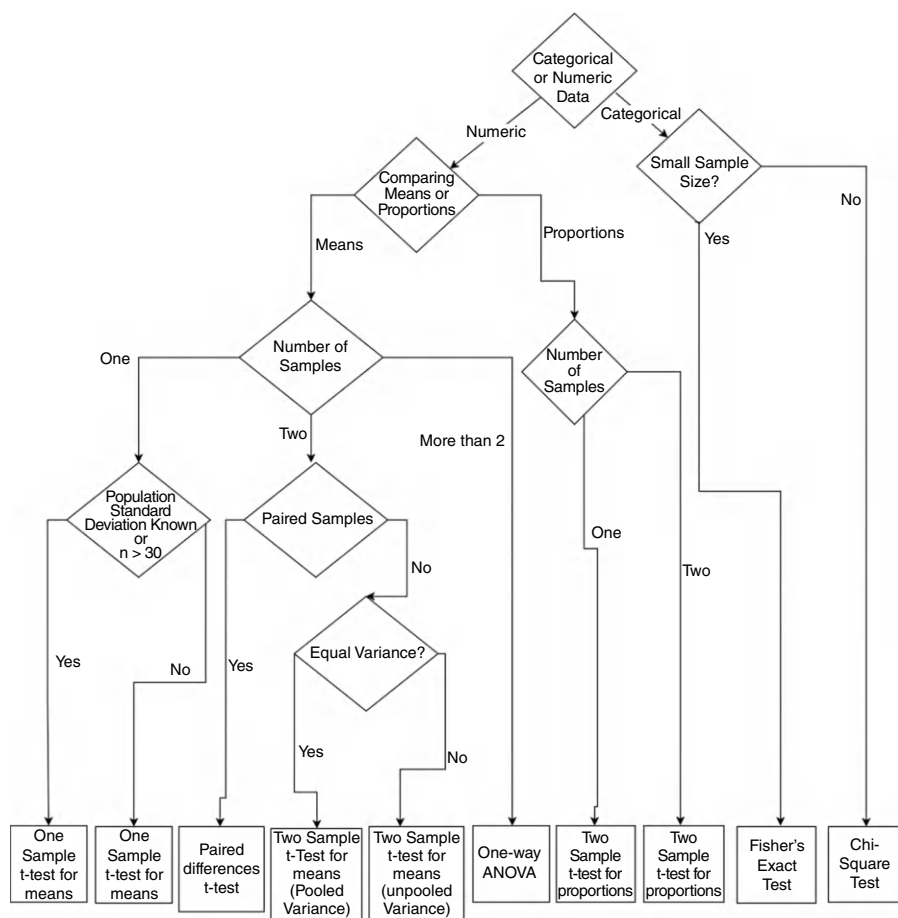 Categorical
or Numeric
Data
Numeric
Categorical
Comparing
Means or
Proportions
Small Sample
Size?
No
Means
Proportions
Yes
Number of
Samples
One
Number
of
Samples
Two
More than 2
Population
Standard
Deviation Known
or
n > 30
Paired Samples
One
Two
No
Equal Variance?
Yes
No
Yes
Yes
No
One
Sample
t-test for
means
One
Sample
t-test for
means
Paired
differences
t-test
Two Sample
t-Test for
means
(Pooled
Variance)
Two Sample
t-test for
means
(unpooled
Variance)
One-way
ANOVA
Two
Sample
t-test for
proportions
Two
Sample
t-test for
proportions
Fisher's
Exact
Test
Chi-
Square
Test